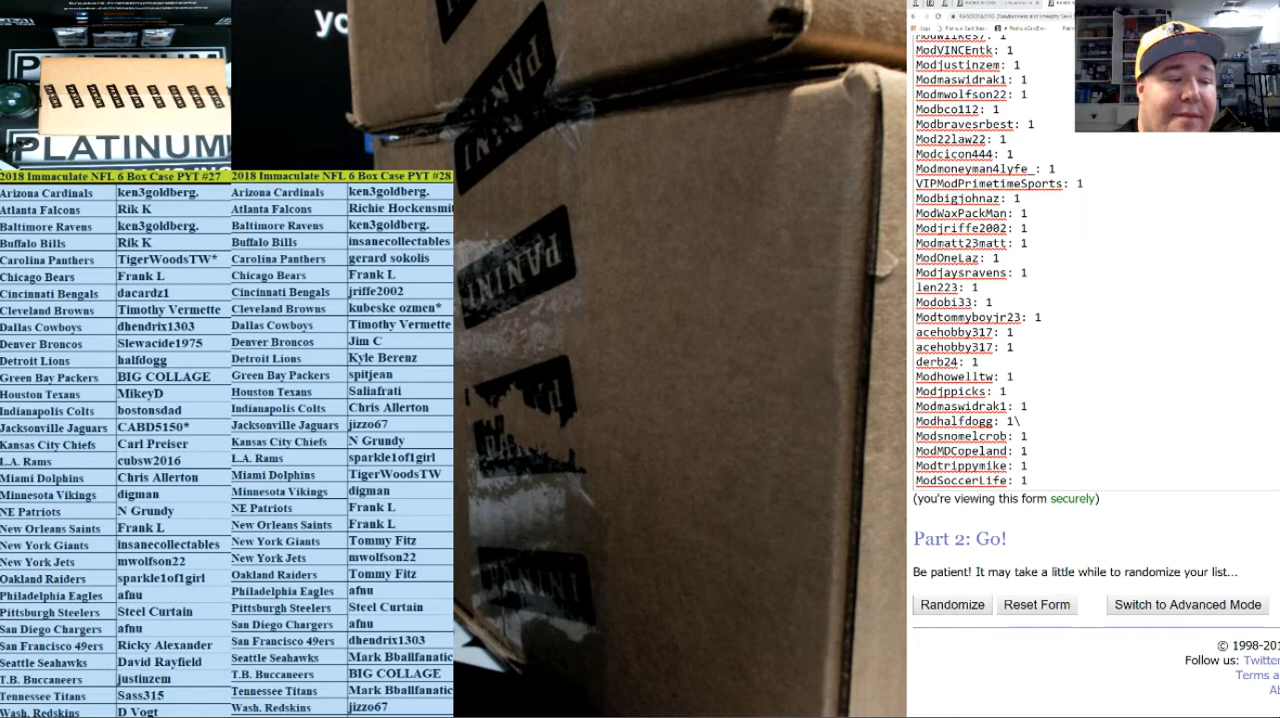 PLATINUM
PLATINUM
2018 Immaculate NFL 6 Box Case PYT #27
Arizona Cardinals ken3goldberg.
Atlanta Falcons Rik K
Baltimore Ravens ken3goldberg.
Buffalo Bills Rik K
Carolina Panthers TigerWoodsTW*
Chicago Bears Frank L
Cincinnati Bengals dacardz1
Cleveland Browns Timothy Vermette
Dallas Cowboys dhendrix1303
Denver Broncos Slewacide1975
Detroit Lions halfdogg
Green Bay Packers BIG COLLAGE
Houston Texans MikeyD
Indianapolis Colts bostonsdad
Jacksonville Jaguars CABD5150*
Kansas City Chiefs Carl Preiser
L.A. Rams cubsw2016
Miami Dolphins Chris Allerton
Minnesota Vikings digman
NE Patriots N Grundy
New Orleans Saints Frank L
New York Giants insanecollectables
New York Jets mwolfson22
Oakland Raiders sparkle1of1girl
Philadelphia Eagles afnu
Pittsburgh Steelers Steel Curtain
San Diego Chargers afnu
San Francisco 49ers Ricky Alexander
Seattle Seahawks David Rayfield
T.B. Buccaneers justinzem
Tennessee Titans Sass315
Wash. Redskins D Vogt
2018 Immaculate NFL 6 Box Case PYT #28
Arizona Cardinals ken3goldberg.
Atlanta Falcons Richie Hockensmit
Baltimore Ravens ken3goldberg.
Buffalo Bills insanecollectables
Carolina Panthers gerard sokolis
Chicago Bears Frank L
Cincinnati Bengals jriffe2002
Cleveland Browns kubeske ozmen*
Dallas Cowboys Timothy Vermette
Denver Broncos Jim C
Detroit Lions Kyle Berenz
Green Bay Packers spitjean
Houston Texans Saliafrati
Indianapolis Colts Chris Allerton
Jacksonville Jaguars jizzo67
Kansas City Chiefs N Grundy
L.A. Rams sparkle1of1girl
Miami Dolphins TigerWoodsTW
Minnesota Vikings digman
NE Patriots Frank L
New Orleans Saints Frank L
New York Giants Tommy Fitz
New York Jets mwolfson22
Oakland Raiders Tommy Fitz
Philadelphia Eagles afnu
Pittsburgh Steelers Steel Curtain
San Diego Chargers afnu
San Francisco 49ers dhendrix1303
Seattle Seahawks Mark Bballfanatic
T.B. Buccaneers BIG COLLAGE
Tennessee Titans Mark Bballfanatic
Wash. Redskins jizzo67
PANINI
ModVINCEntk: 1
Modjustinzem: 1
Modmaswidrak1: 1
Modmwolfson22: 1
Modbco112: 1
Modbravesrbest: 1
Mod22law22: 1
Modcicon444: 1
Modmoneyman4lyfe_: 1
VIPModPrimetimeSports: 1
Modbigjohnaz: 1
ModWaxPackMan: 1
Modjriffe2002: 1
Modmatt23matt: 1
ModOneLaz: 1
Modjaysravens: 1
len223: 1
Modobi33: 1
Modtommyboyjr23: 1
acehobby317: 1
acehobby317: 1
derb24: 1
Modhowelltw: 1
Modjppicks: 1
Modmaswidrak1: 1
Modhalfdogg: 1\
Modsnomelcrob: 1
ModMDCopeland: 1
Modtrippymike: 1
ModSoccerLife: 1
(you're viewing this form securely)
Part 2: Go!
Be patient! It may take a little while to randomize your list...
Randomize Reset Form Switch to Advanced Mode
© 1998-201
Follow us: Twitter
Terms a